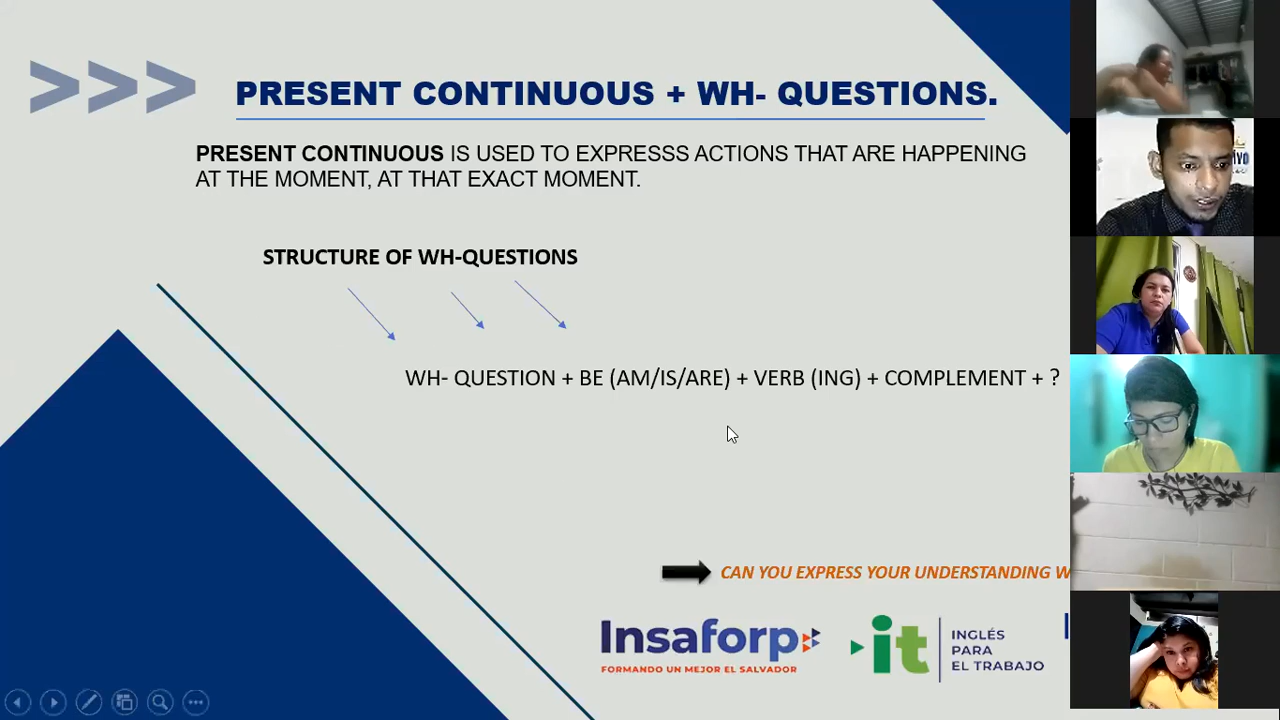 PRESENT CONTINUOUS + WH- QUESTIONS.
PRESENT CONTINUOUS IS USED TO EXPRESSS ACTIONS THAT ARE HAPPENING
AT THE MOMENT, AT THAT EXACT MOMENT.
STRUCTURE OF WH-QUESTIONS
WH- QUESTION + BE (AM/IS/ARE) + VERB (ING) + COMPLEMENT + ?
CAN YOU EXPRESS YOUR UNDERSTANDING
Insaforp
FORMANDO UN MEJOR EL SALVADOR
it
INGLÉS
PARA
EL TRABAJO